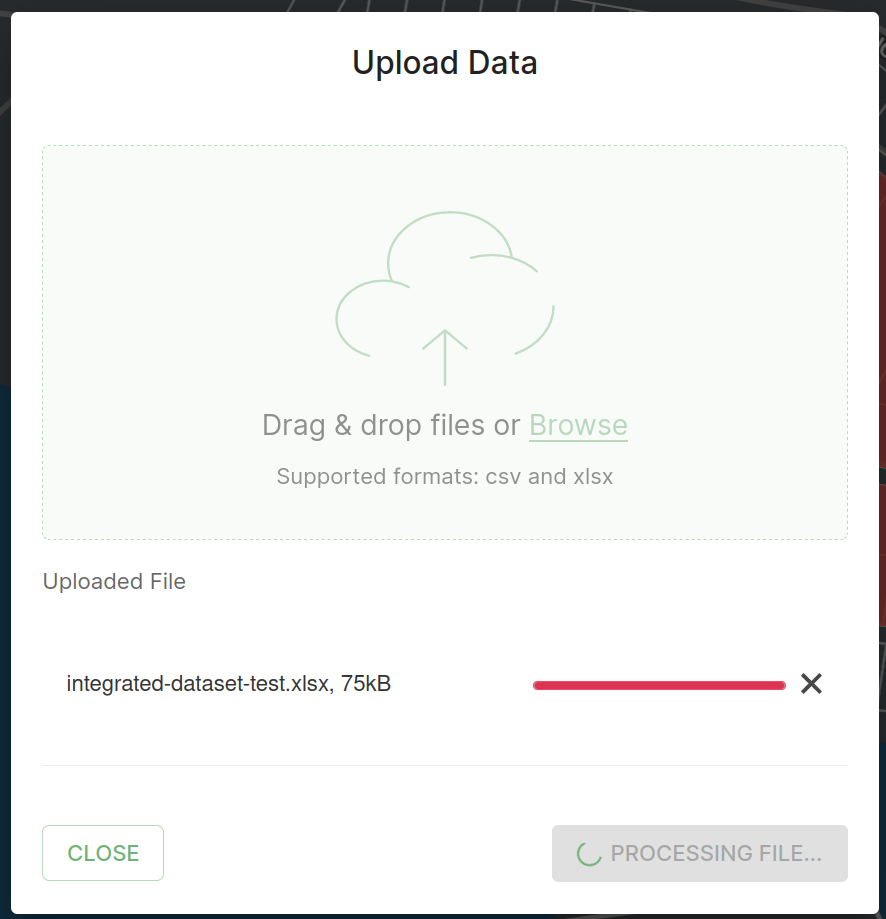 Upload Data
Drag & drop files or Browse
Supported formats: csv and xlsx
Uploaded File
integrated-dataset-test.xlsx, 75kB
CLOSE
PROCESSING FILE...